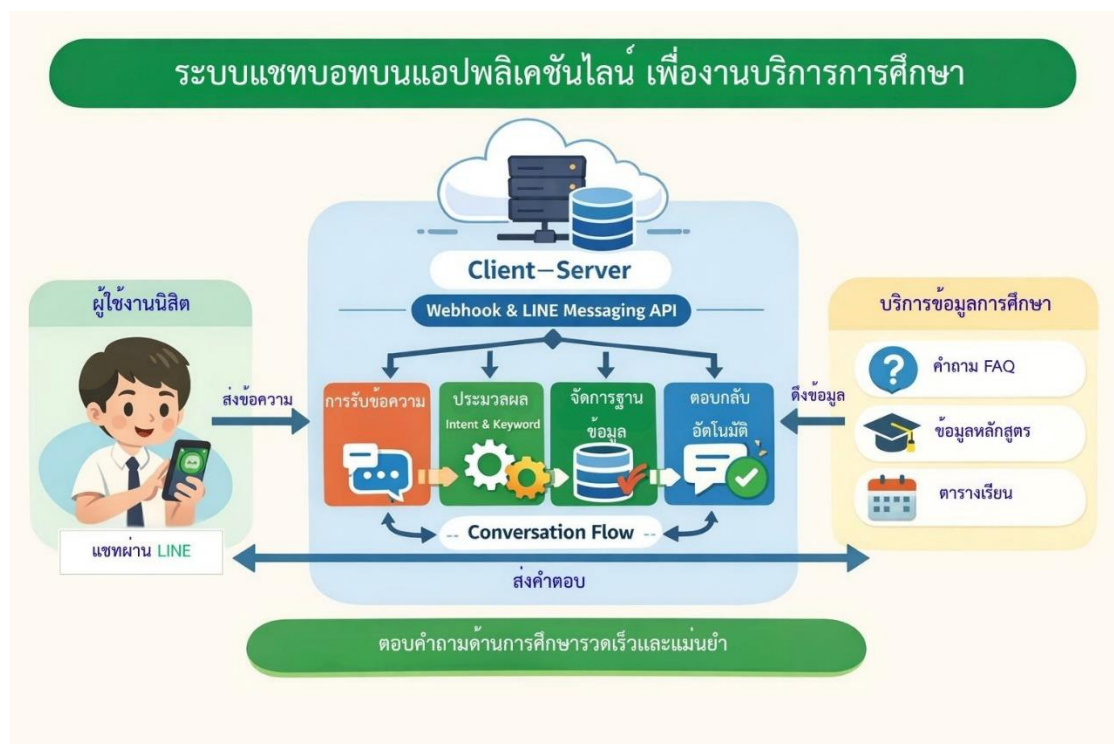 ระบบแชทบอทบนแอปพลิเคชันไลน์ เพื่องานบริการการศึกษา
Client–Server
Webhook & LINE Messaging API
ผู้ใช้งานนิสิต
แชทผ่าน LINE
ส่งข้อความ
การรับข้อความ
ประมวลผล
Intent & Keyword
จัดการฐาน
ข้อมูล
ตอบกลับ
อัตโนมัติ
Conversation Flow
ดึงข้อมูล
บริการข้อมูลการศึกษา
คำถาม FAQ
ข้อมูลหลักสูตร
ตารางเรียน
ส่งคำตอบ
ตอบคำถามด้านการศึกษารวดเร็วและแม่นยำ